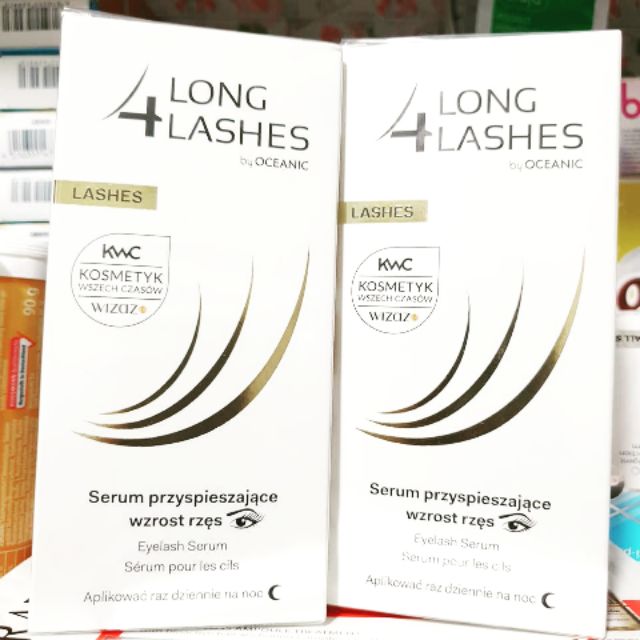 4 LONG
LASHES
by OCEANIC
LASHES
KWC
KOSMETYK
WSZECH CZASÓW
wizaz
Serum przyspieszające
wzrost rzęs
Eyelash Serum
Sérum pour les cils
Aplikować raz dziennie na noc
4 LONG
LASHES
by OCEANIC
LASHES
KWC
KOSMETYK
WSZECH CZASÓW
wizaz
Serum przyspieszające
wzrost rzęs
Eyelash Serum
Sérum pour les cils
Aplikować raz dziennie na noc
90 g